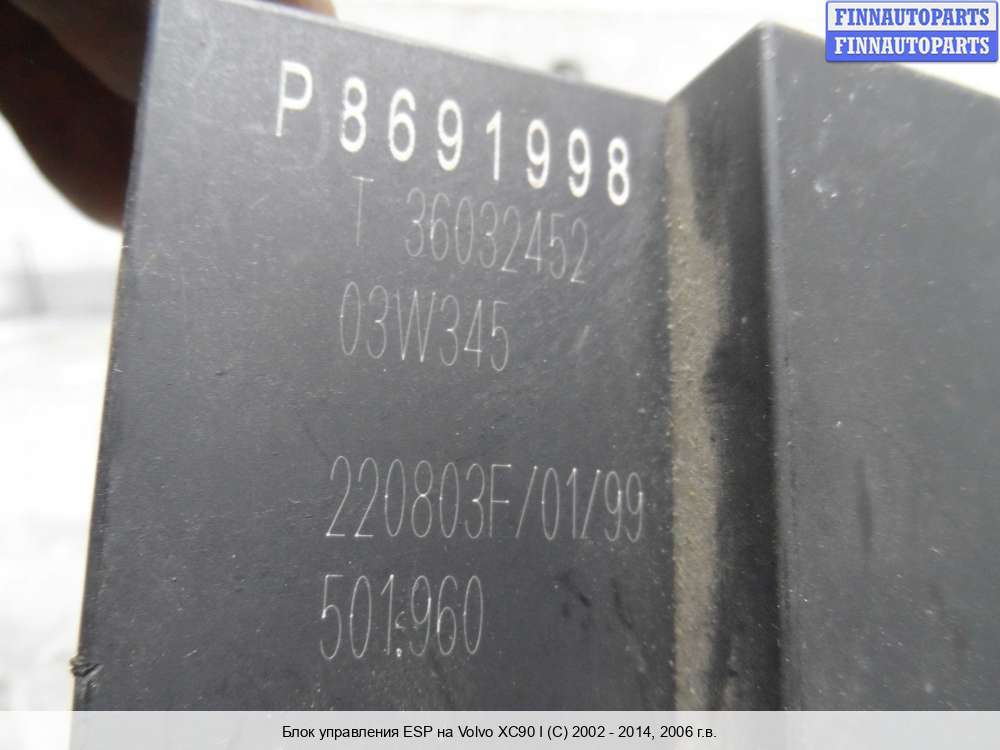 FINNAUTOPARTS
FINNAUTOPARTS
P 8691998
T 36032452
03W345
220803F/01/99
501.960
Блок управления ESP на Volvo XC90 I (C) 2002 - 2014, 2006 г.в.